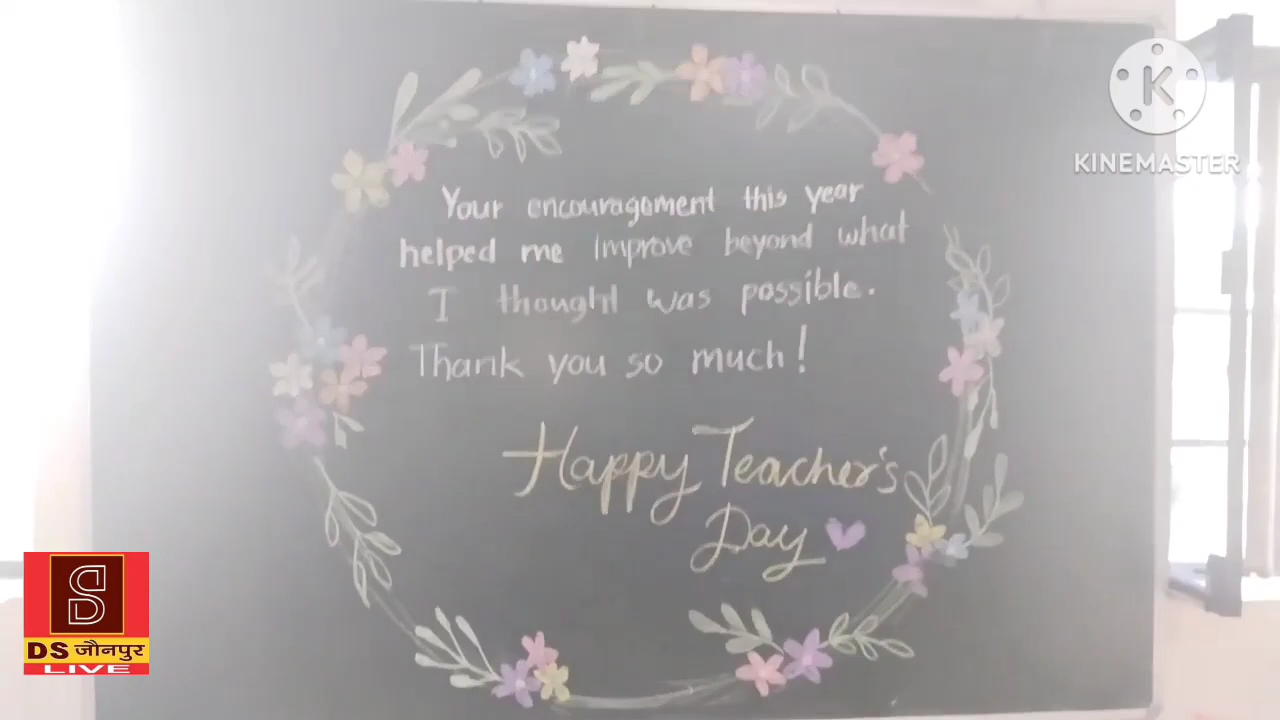 Your encouragement this year
helped me improve beyond what
I thought was possible.
Thank you so much!
Happy Teacher's
Day
K
KINEMASTER
S
DS जौनपुर
LIVE